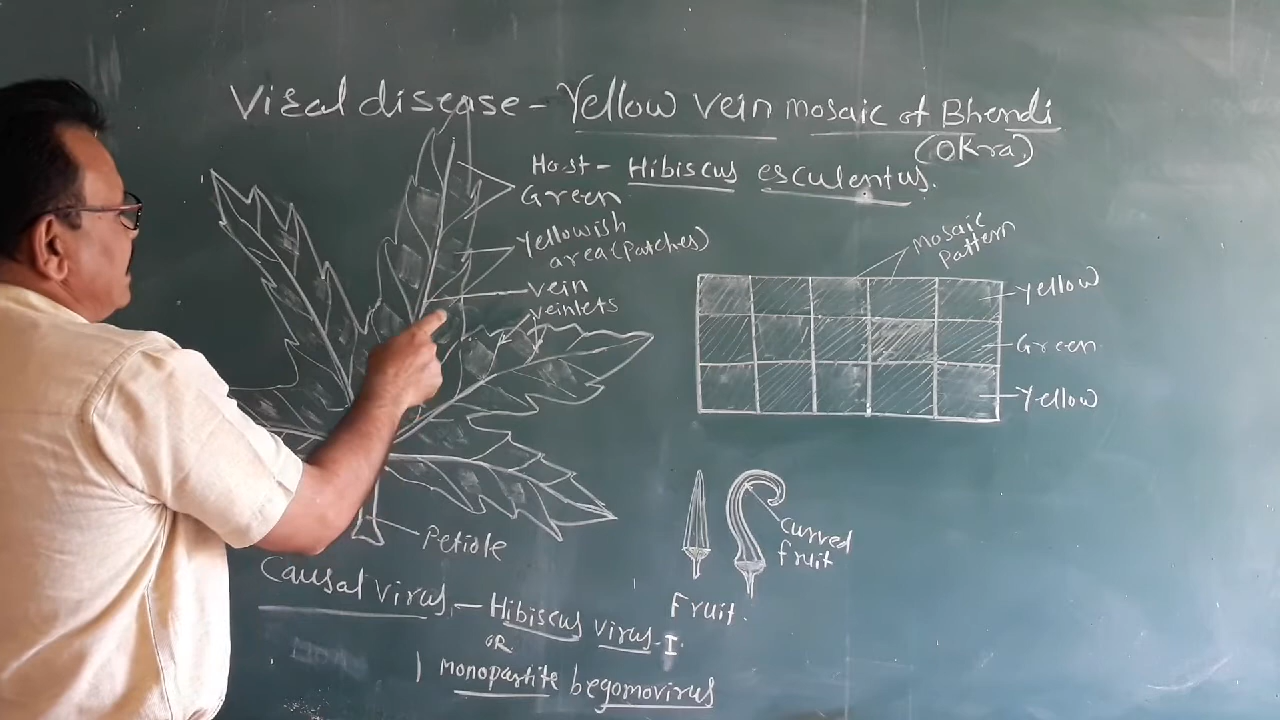 Viral disease - Yellow vein mosaic of Bhendi
(Okra)
Host - Hibiscus esculentus.
Green
Yellowish
area (patches)
vein
veinlets
Mosaic
pattern
Yellow
Green
Yellow
curved
fruit
Fruit.
Petiole
Causal virus, - Hibiscus virus-I.
OR
monopartite begomovirus